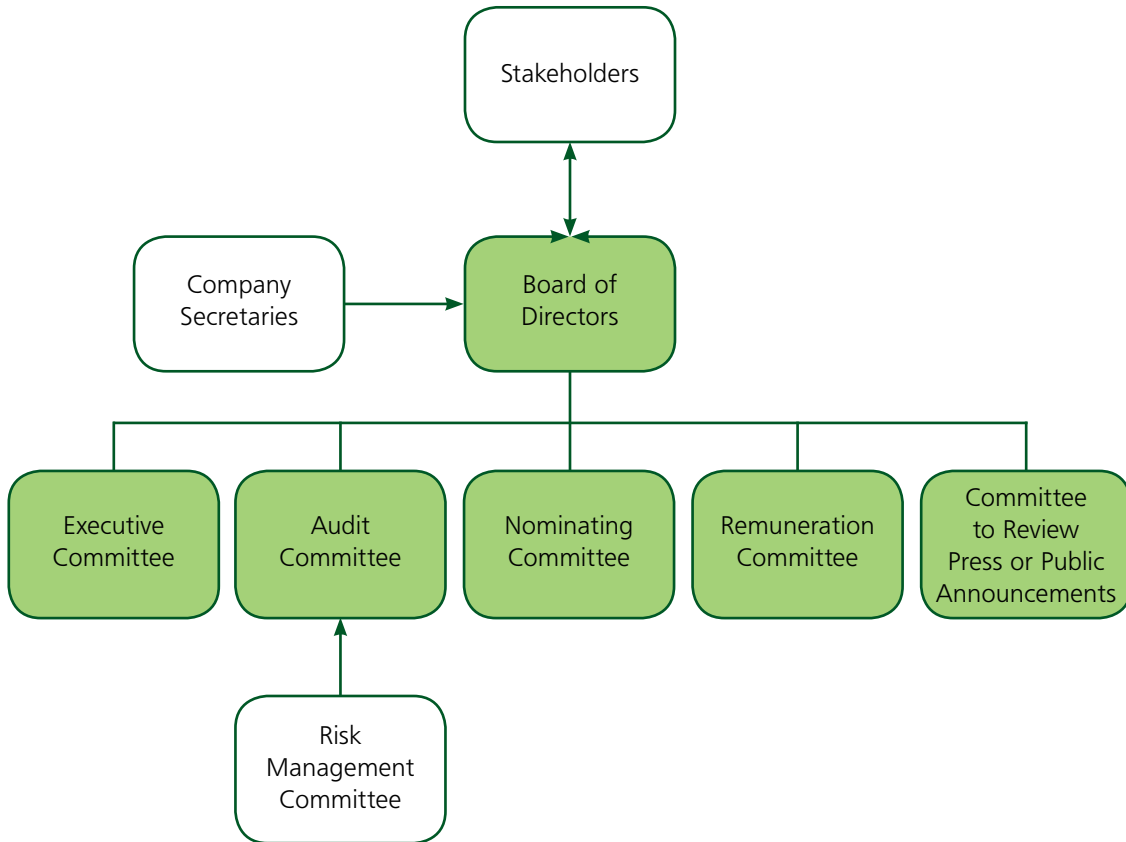 Stakeholders
Company
Secretaries
Board of
Directors
Executive
Committee
Audit
Committee
Nominating
Committee
Remuneration
Committee
Committee
to Review
Press or Public
Announcements
Risk
Management
Committee